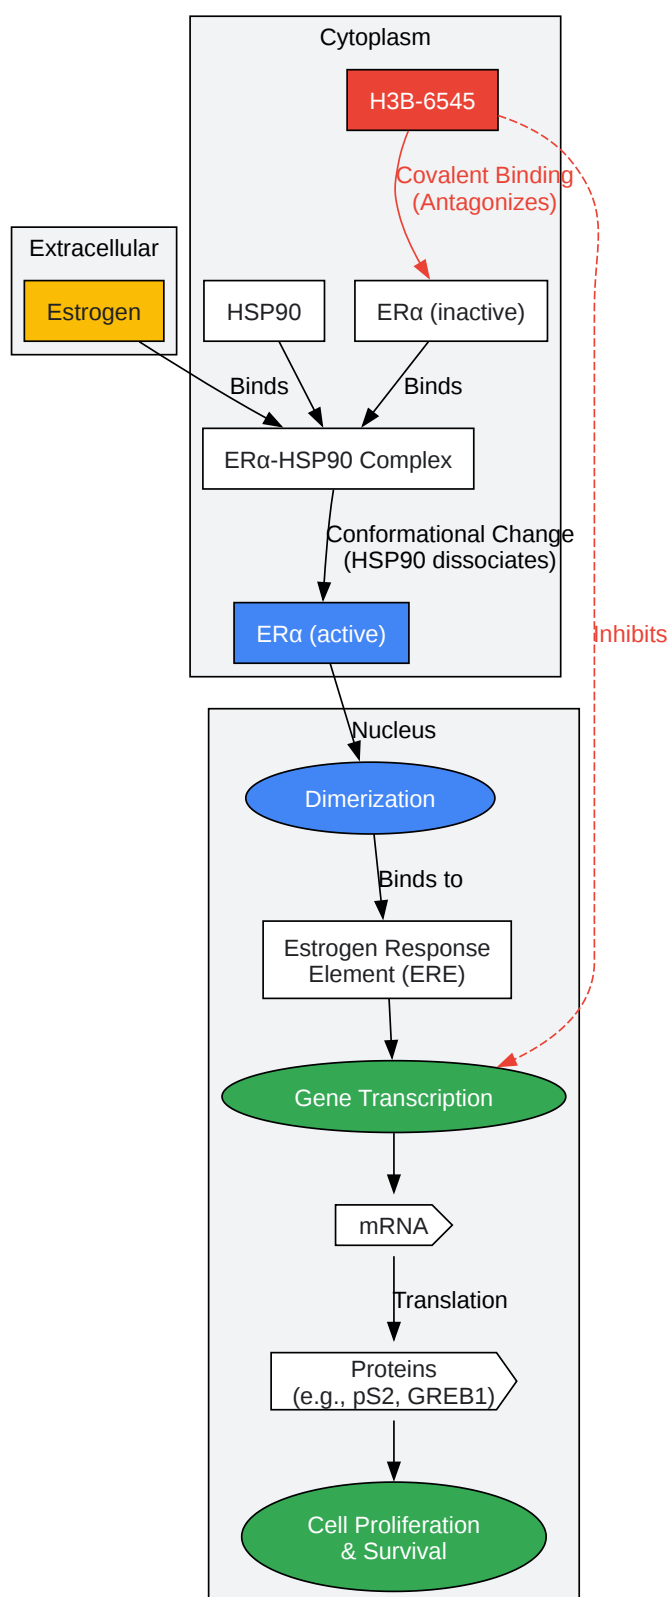 Cytoplasm
H3B-6545
Covalent Binding
(Antagonizes)
Extracellular
Estrogen
HSP90
ERα (inactive)
Binds
Binds
ERα-HSP90 Complex
Conformational Change
(HSP90 dissociates)
ERα (active)
Inhibits
Nucleus
Dimerization
Binds to
Estrogen Response
Element (ERE)
Gene Transcription
mRNA
Translation
Proteins
(e.g., pS2, GREB1)
Cell Proliferation
& Survival